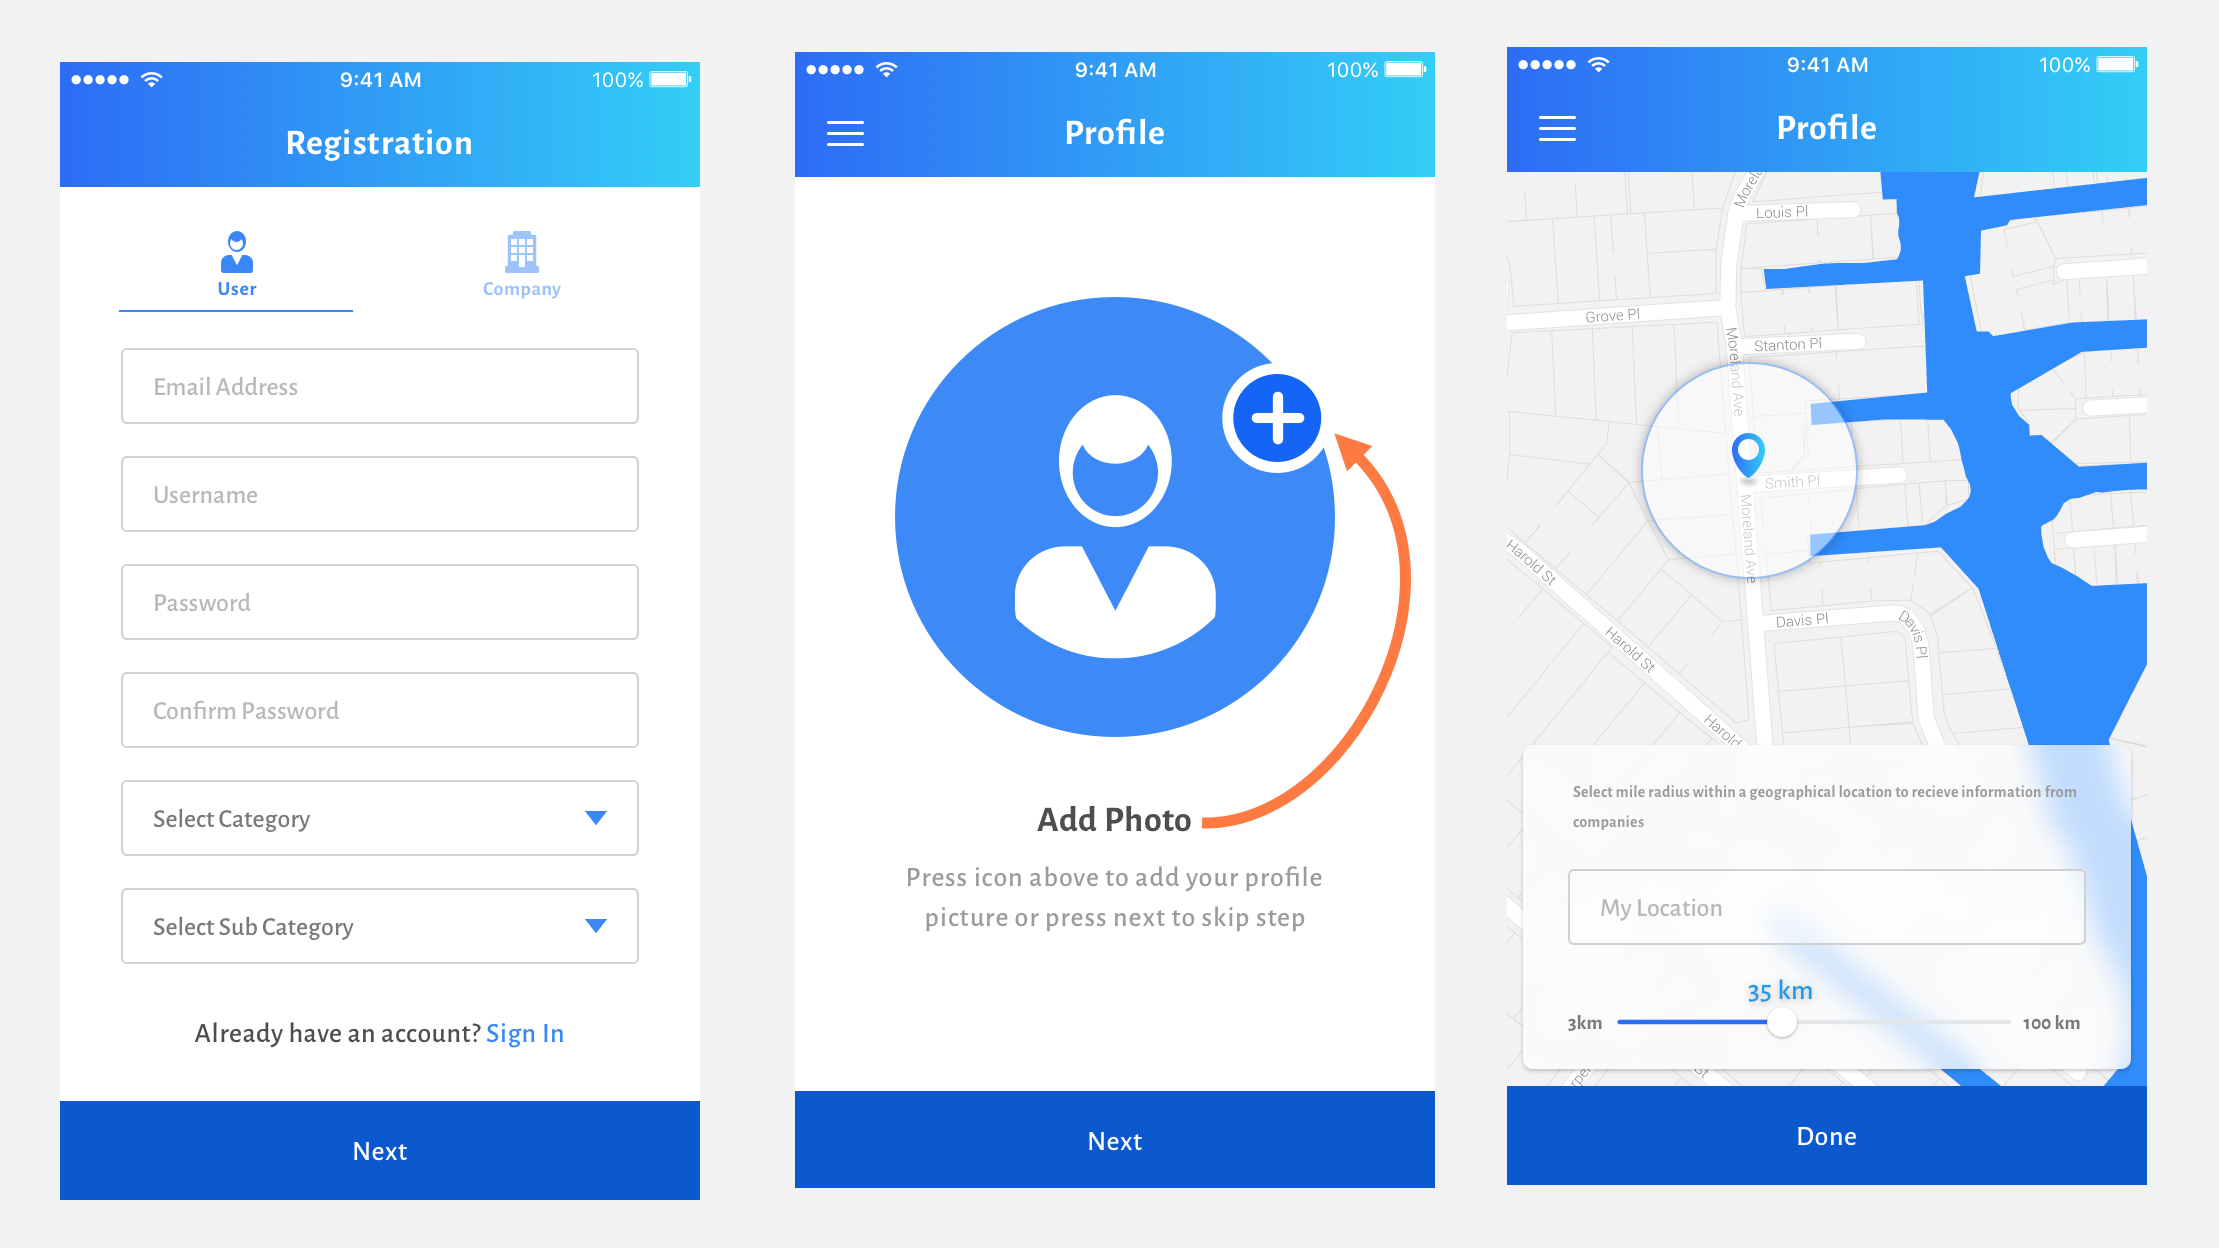 9:41 AM
100%
Registration
User
Company
Email Address
Username
Password
Confirm Password
Select Category
Select Sub Category
Already have an account? Sign In
Next
9:41 AM
100%
Profile
Add Photo
Press icon above to add your profile
picture or press next to skip step
Next
9:41 AM
100%
Profile
Morela
Louis Pl
Grove Pl
Moreland Ave
Stanton Pl
Smith Pl
Moreland Ave
Harold St
Davis Pl
Davis Pl
Harold St
Harold
Select mile radius within a geographical location to recieve information from
companies
My Location
35 km
3km
100 km
rper
St
Done